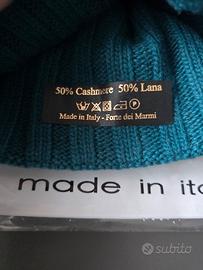 50% Cashmere 50% Lana
Made in Italy - Forte dei Marmi
made in ita
subito